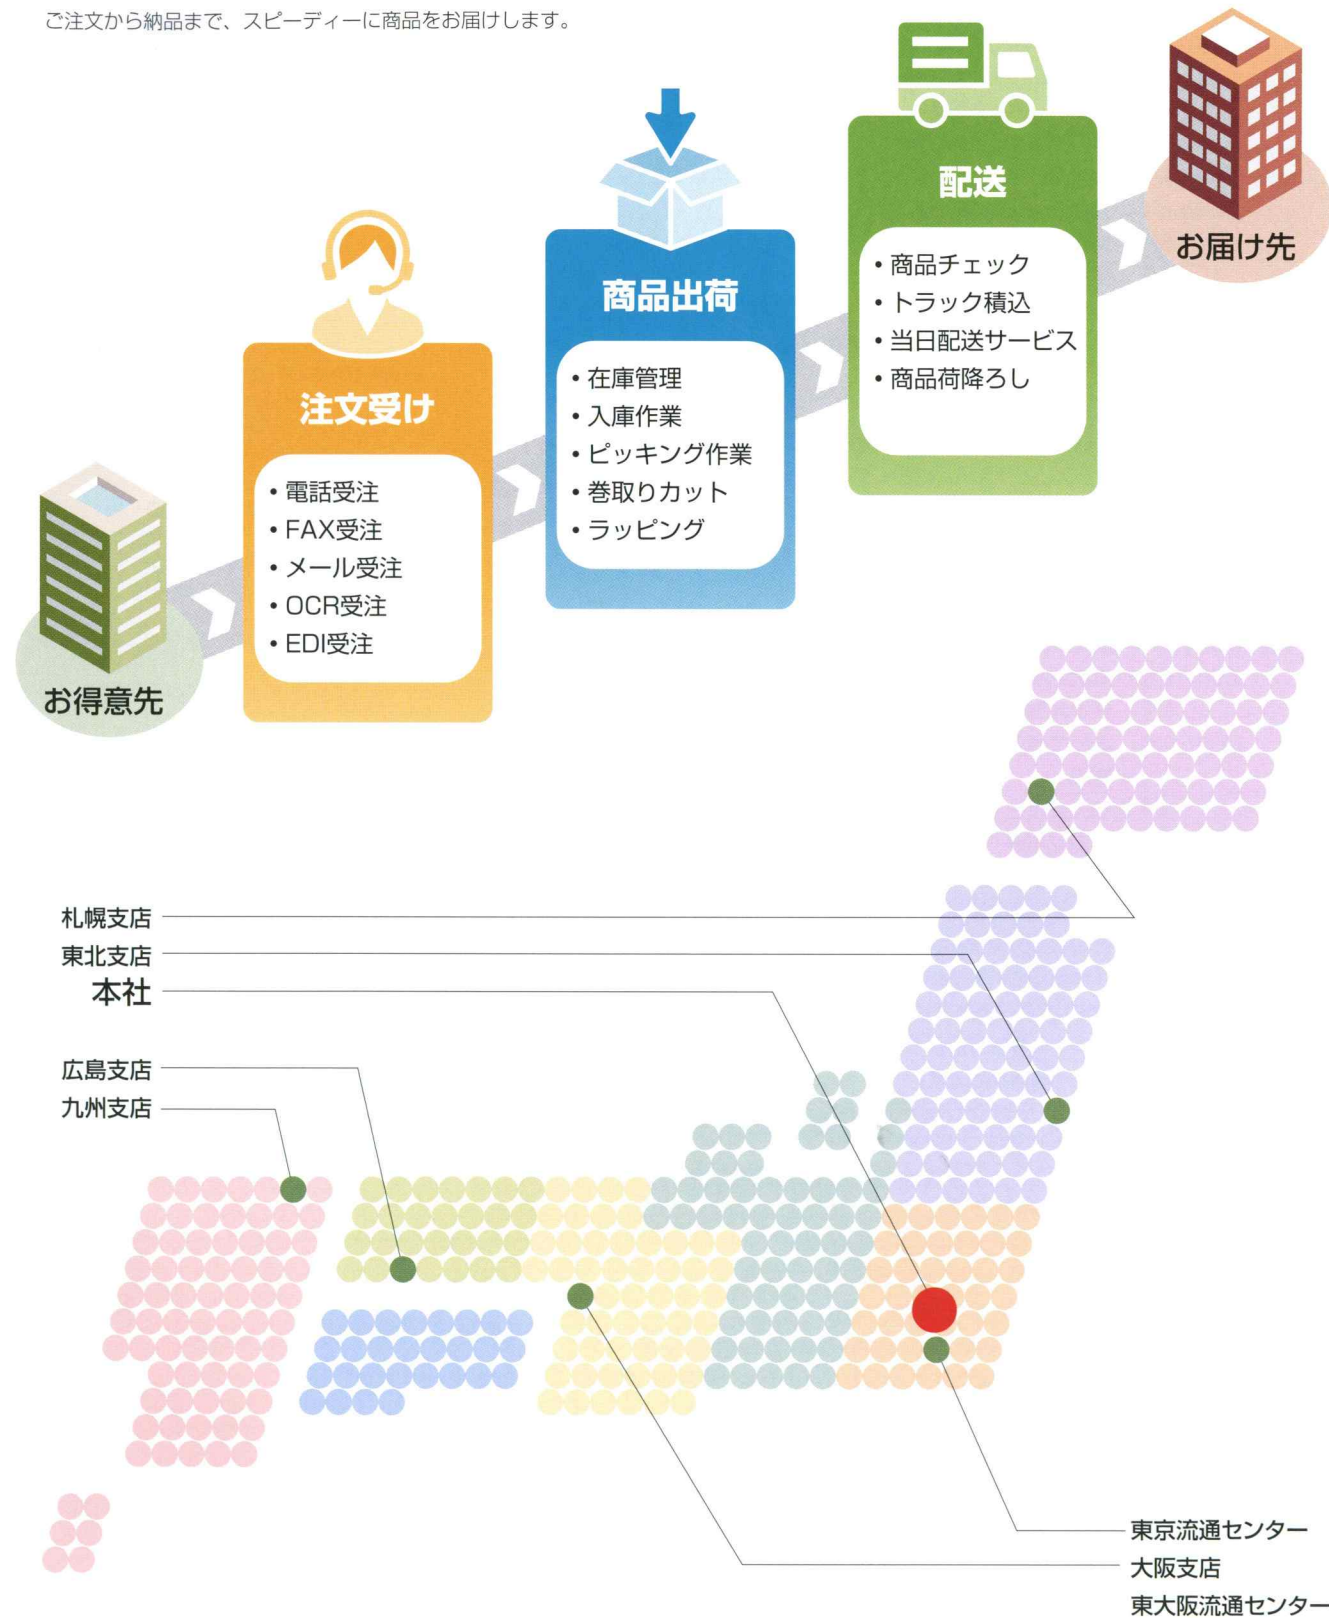 ご注文から納品まで、スピーディーに商品をお届けします。
お得意先
注文受け
・電話受注
・FAX受注
・メール受注
・OCR受注
・EDI受注
商品出荷
・在庫管理
・入庫作業
・ピッキング作業
・巻取りカット
・ラッピング
配送
・商品チェック
・トラック積込
・当日配送サービス
・商品荷降ろし
お届け先
札幌支店
東北支店
本社
広島支店
九州支店
東京流通センター
大阪支店
東大阪流通センター